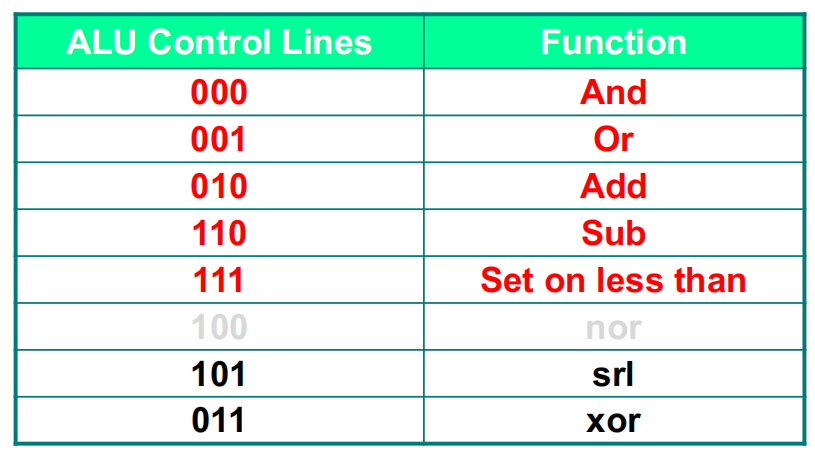 ALU Control Lines Function
000 And
001 Or
010 Add
110 Sub
111 Set on less than
100 nor
101 srl
011 xor